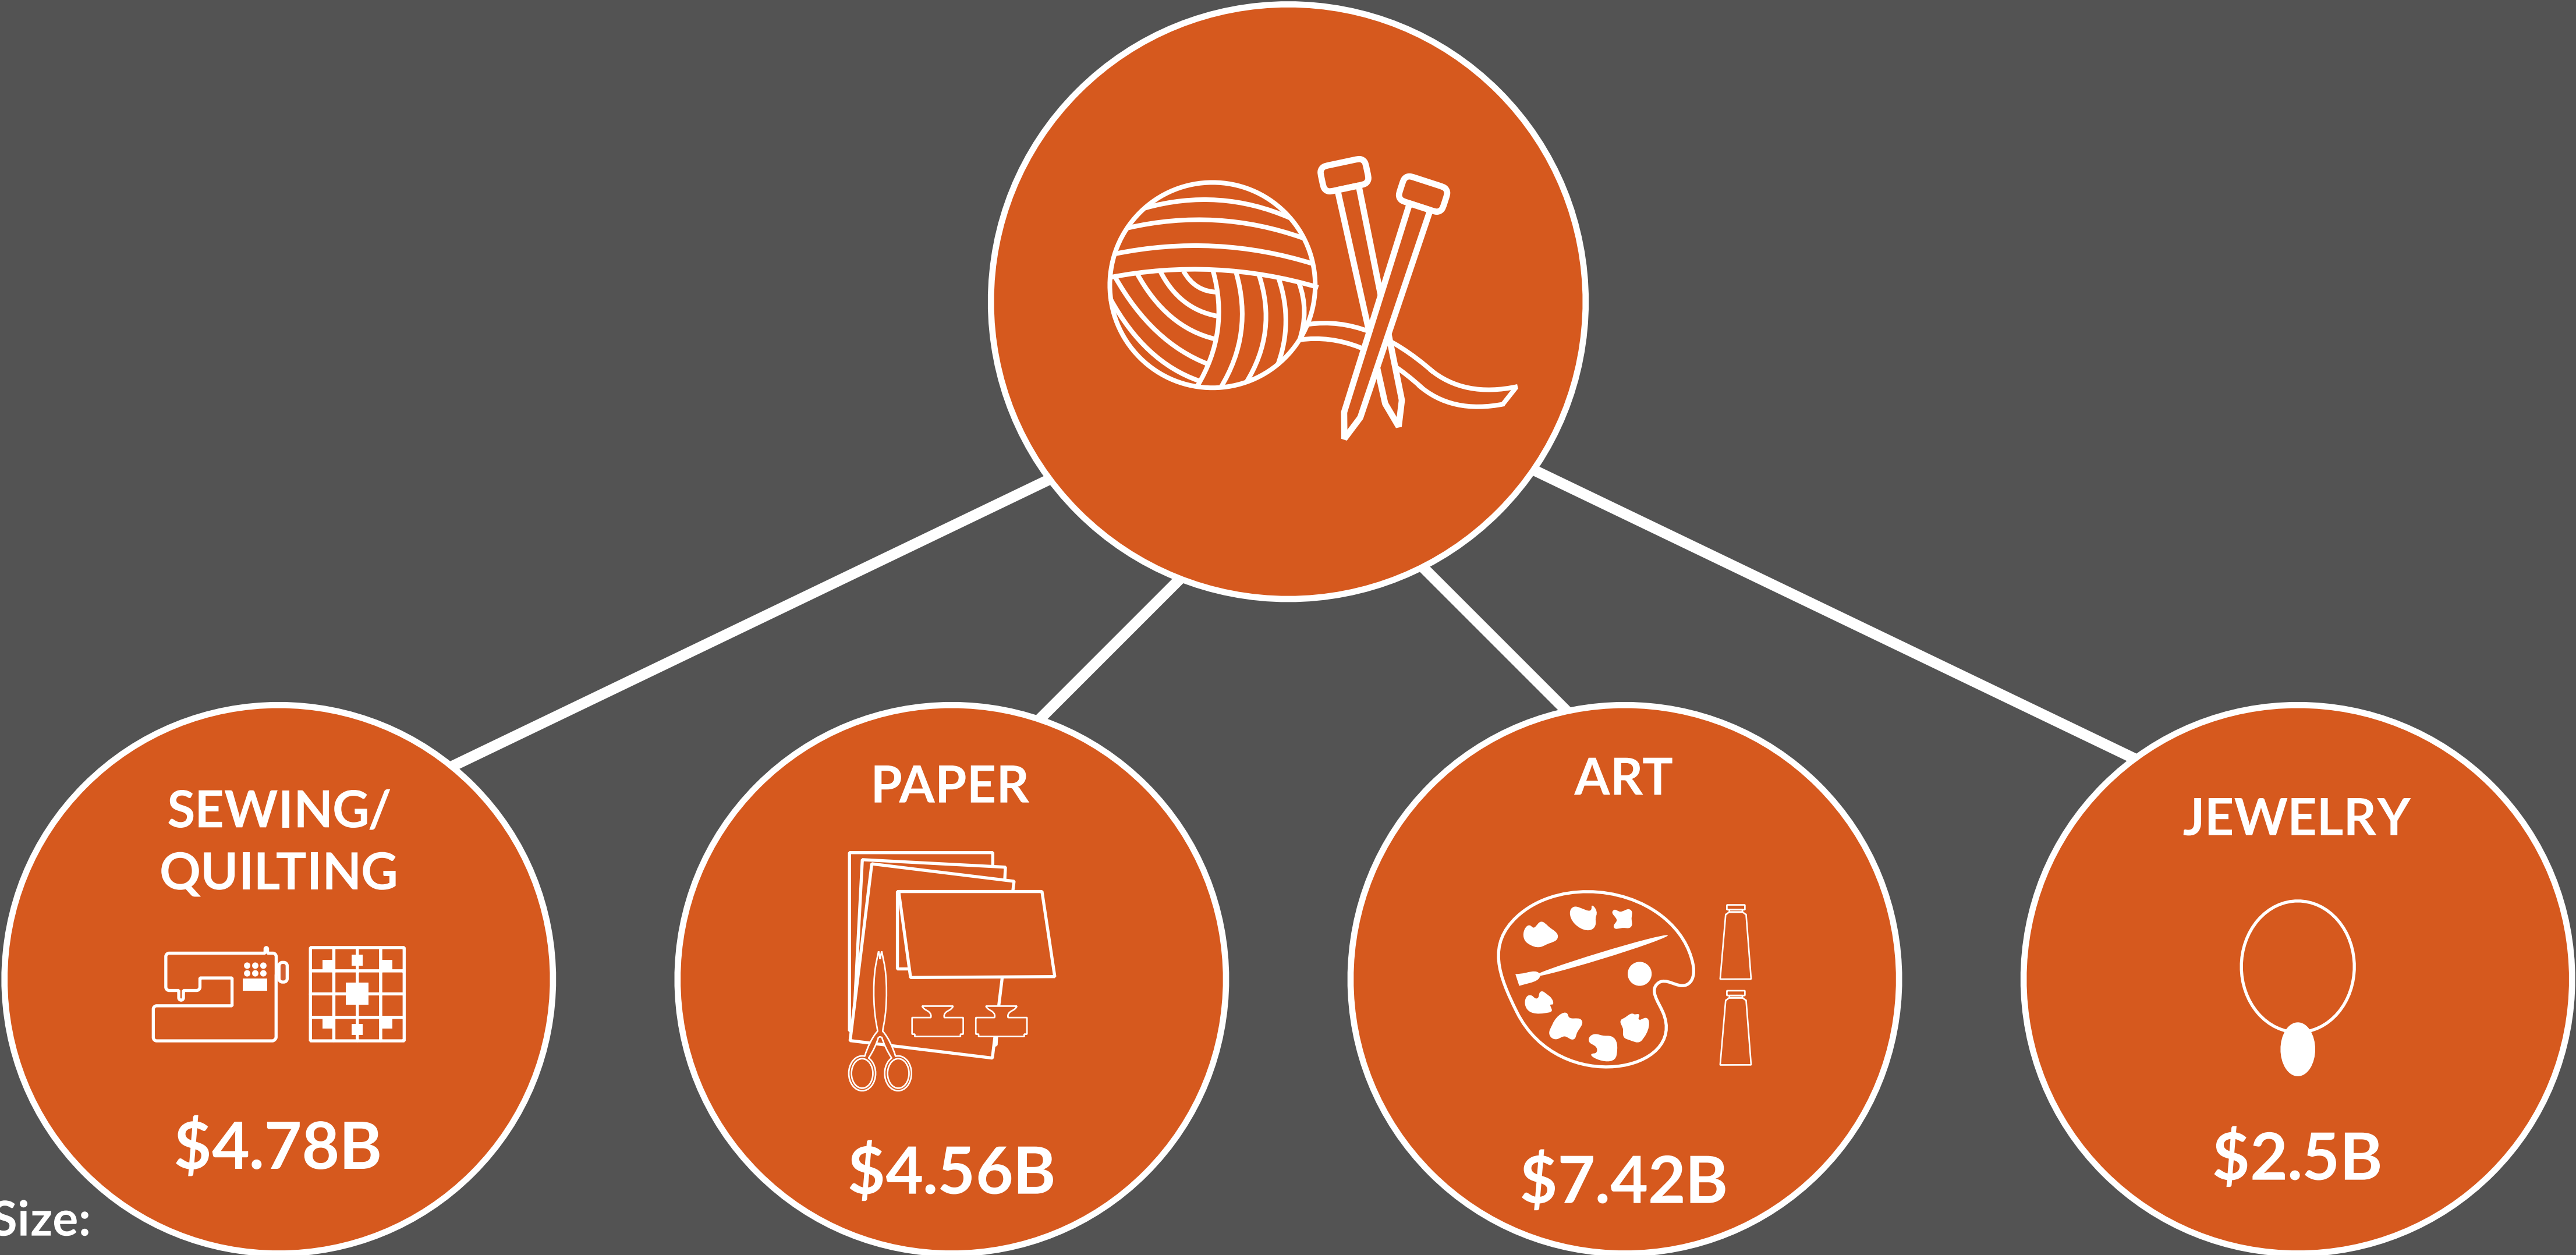 SEWING/
QUILTING
$4.78B
PAPER
$4.56B
ART
$7.42B
JEWELRY
$2.5B
Size: